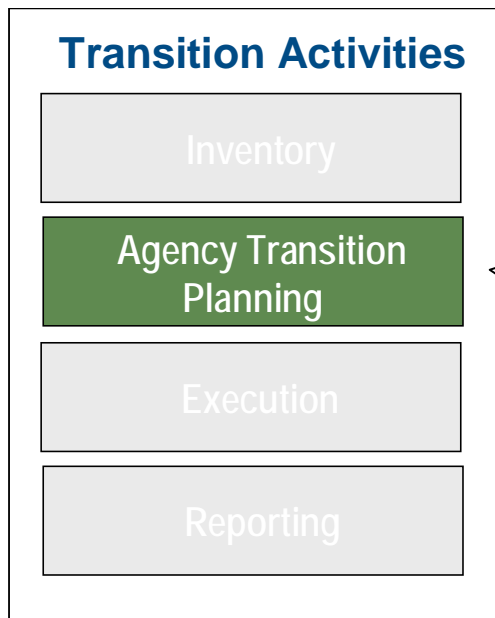 Transition Activities
Inventory
Agency Transition
Planning
Execution
Reporting